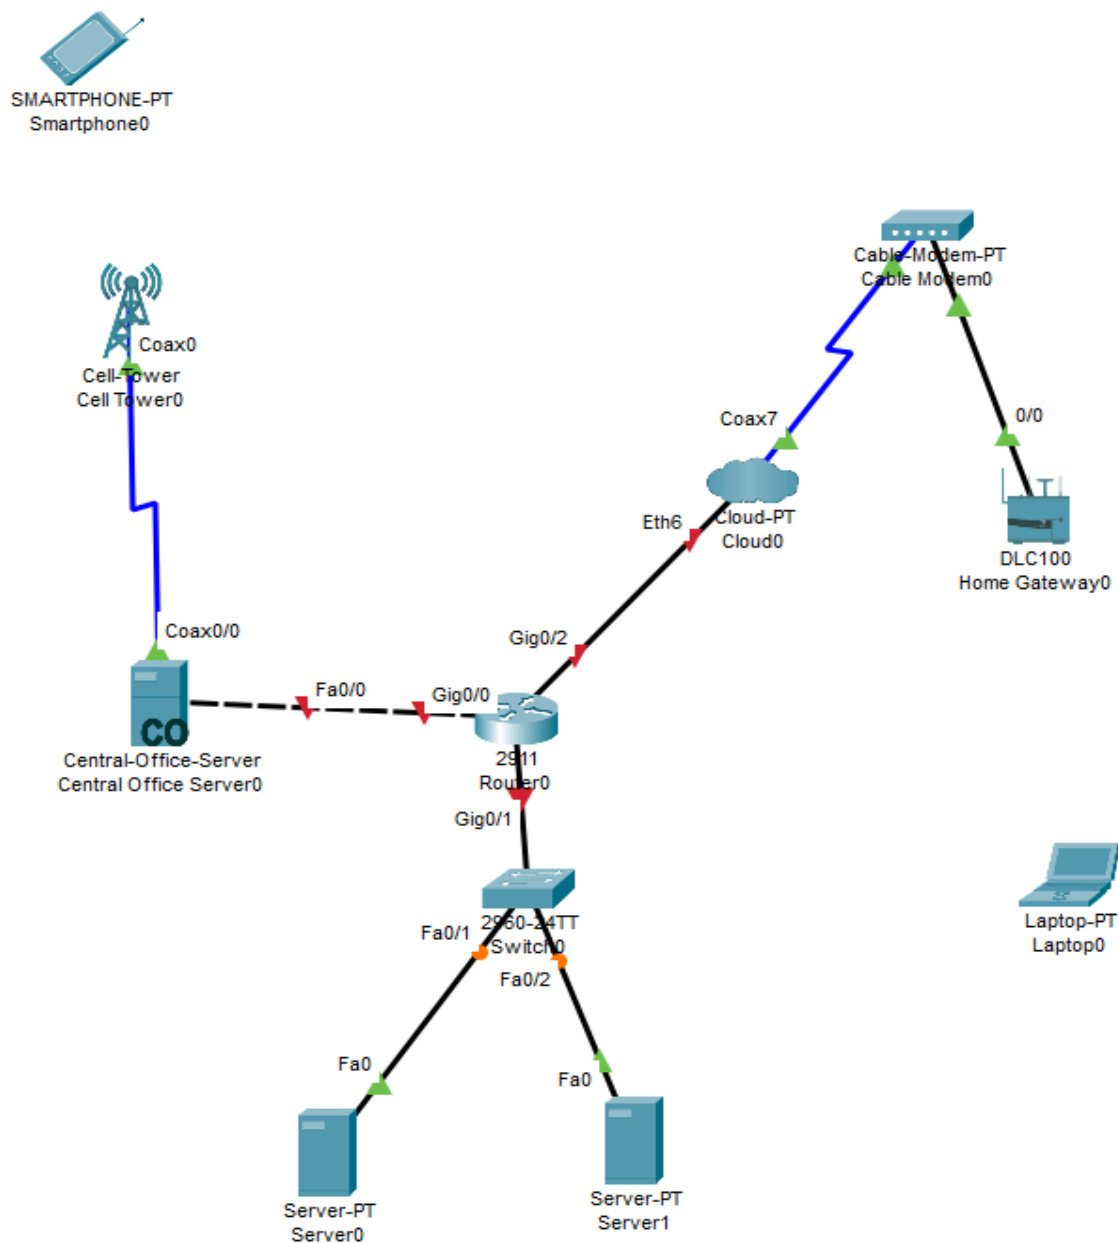 SMARTPHONE-PT
Smartphone0
Cable-Modem-PT
Cable Modem0
Coax0
Cell-Tower
Cell Tower0
0/0
Coax7
Cloud-PT
Cloud0
Eth6
DLC100
Home Gateway0
Coax0/0
Gig0/2
Fa0/0
Gig0/0
CO
Central-Office-Server
Central Office Server0
2911
Router0
Gig0/1
2960-24TT
Switch0
Fa0/1
Fa0/2
Laptop-PT
Laptop0
Fa0
Fa0
Server-PT
Server0
Server-PT
Server1